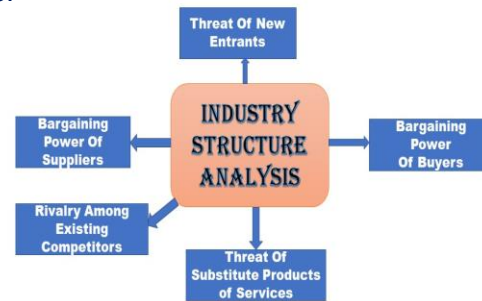 Threat Of New
Entrants
INDUSTRY
STRUCTURE
ANALYSIS
Bargaining
Power Of
Suppliers
Bargaining
Power
Of Buyers
Rivalry Among
Existing
Competitors
Threat Of
Substitute Products
of Services